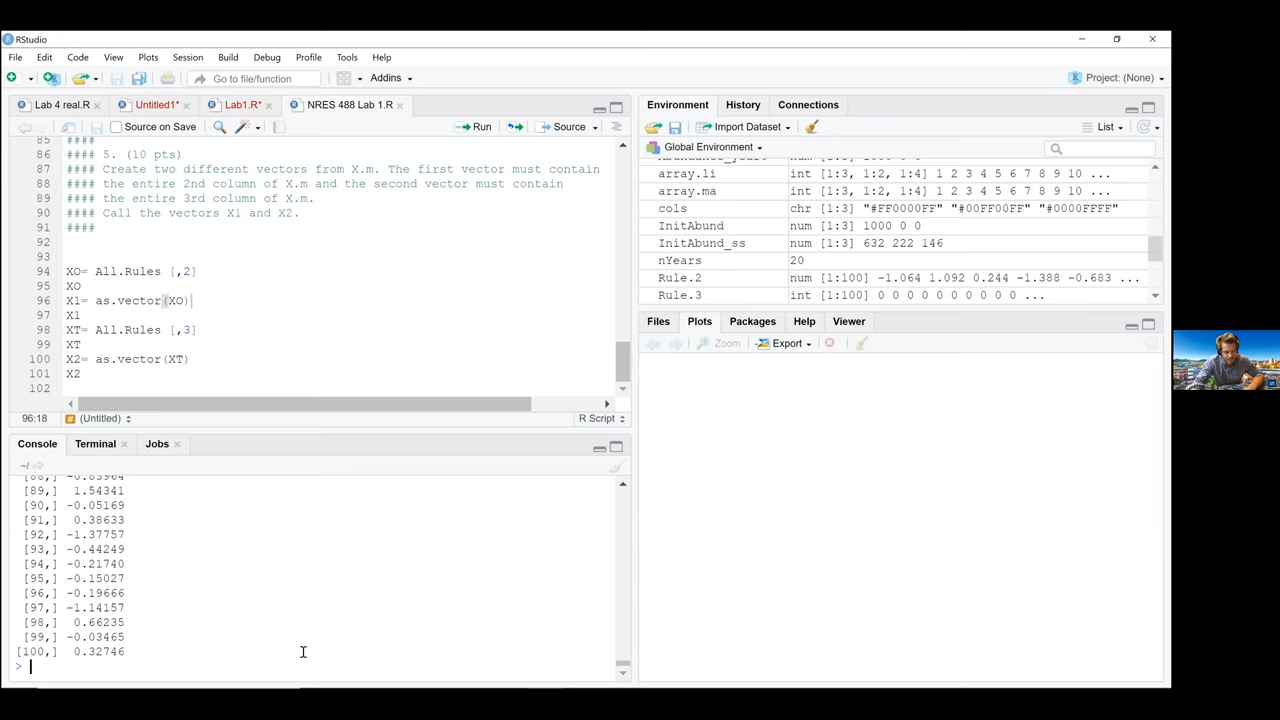 RStudio
File Edit Code View Plots Session Build Debug Profile Tools Help
Go to file/function Addins Project: (None)
Lab 4 real.R Untitled1* Lab1.R* NRES 488 Lab 1.R
Source on Save Run Source
85 ####
86 #### 5. (10 pts)
87 #### Create two different vectors from X.m. The first vector must contain
88 #### the entire 2nd column of X.m and the second vector must contain
89 #### the entire 3rd column of X.m.
90 #### Call the vectors X1 and X2.
91 ####
92
93
94 XO= All.Rules [,2]
95 XO
96 X1= as.vector(XO)
97 X1
98 XT= All.Rules [,3]
99 XT
100 X2= as.vector(XT)
101 X2
102
96:18 (Untitled) R Script
Console Terminal Jobs
~/
[88,] -0.83964
[89,] 1.54341
[90,] -0.05169
[91,] 0.38633
[92,] -1.37757
[93,] -0.44249
[94,] -0.21740
[95,] -0.15027
[96,] -0.19666
[97,] -1.14157
[98,] 0.66235
[99,] -0.03465
[100,] 0.32746
>
Environment History Connections
Import Dataset List
Global Environment
array.li int [1:3, 1:2, 1:4] 1 2 3 4 5 6 7 8 9 10 ...
array.ma int [1:3, 1:2, 1:4] 1 2 3 4 5 6 7 8 9 10 ...
cols chr [1:3] "#FF0000FF" "#00FF00FF" "#0000FFFF"
InitAbund num [1:3] 1000 0 0
InitAbund_ss num [1:3] 632 222 146
nYears 20
Rule.2 num [1:100] -1.064 1.092 0.244 -1.388 -0.683 ...
Rule.3 int [1:100] 0 0 0 0 0 0 0 0 0 0 ...
Files Plots Packages Help Viewer
Zoom Export